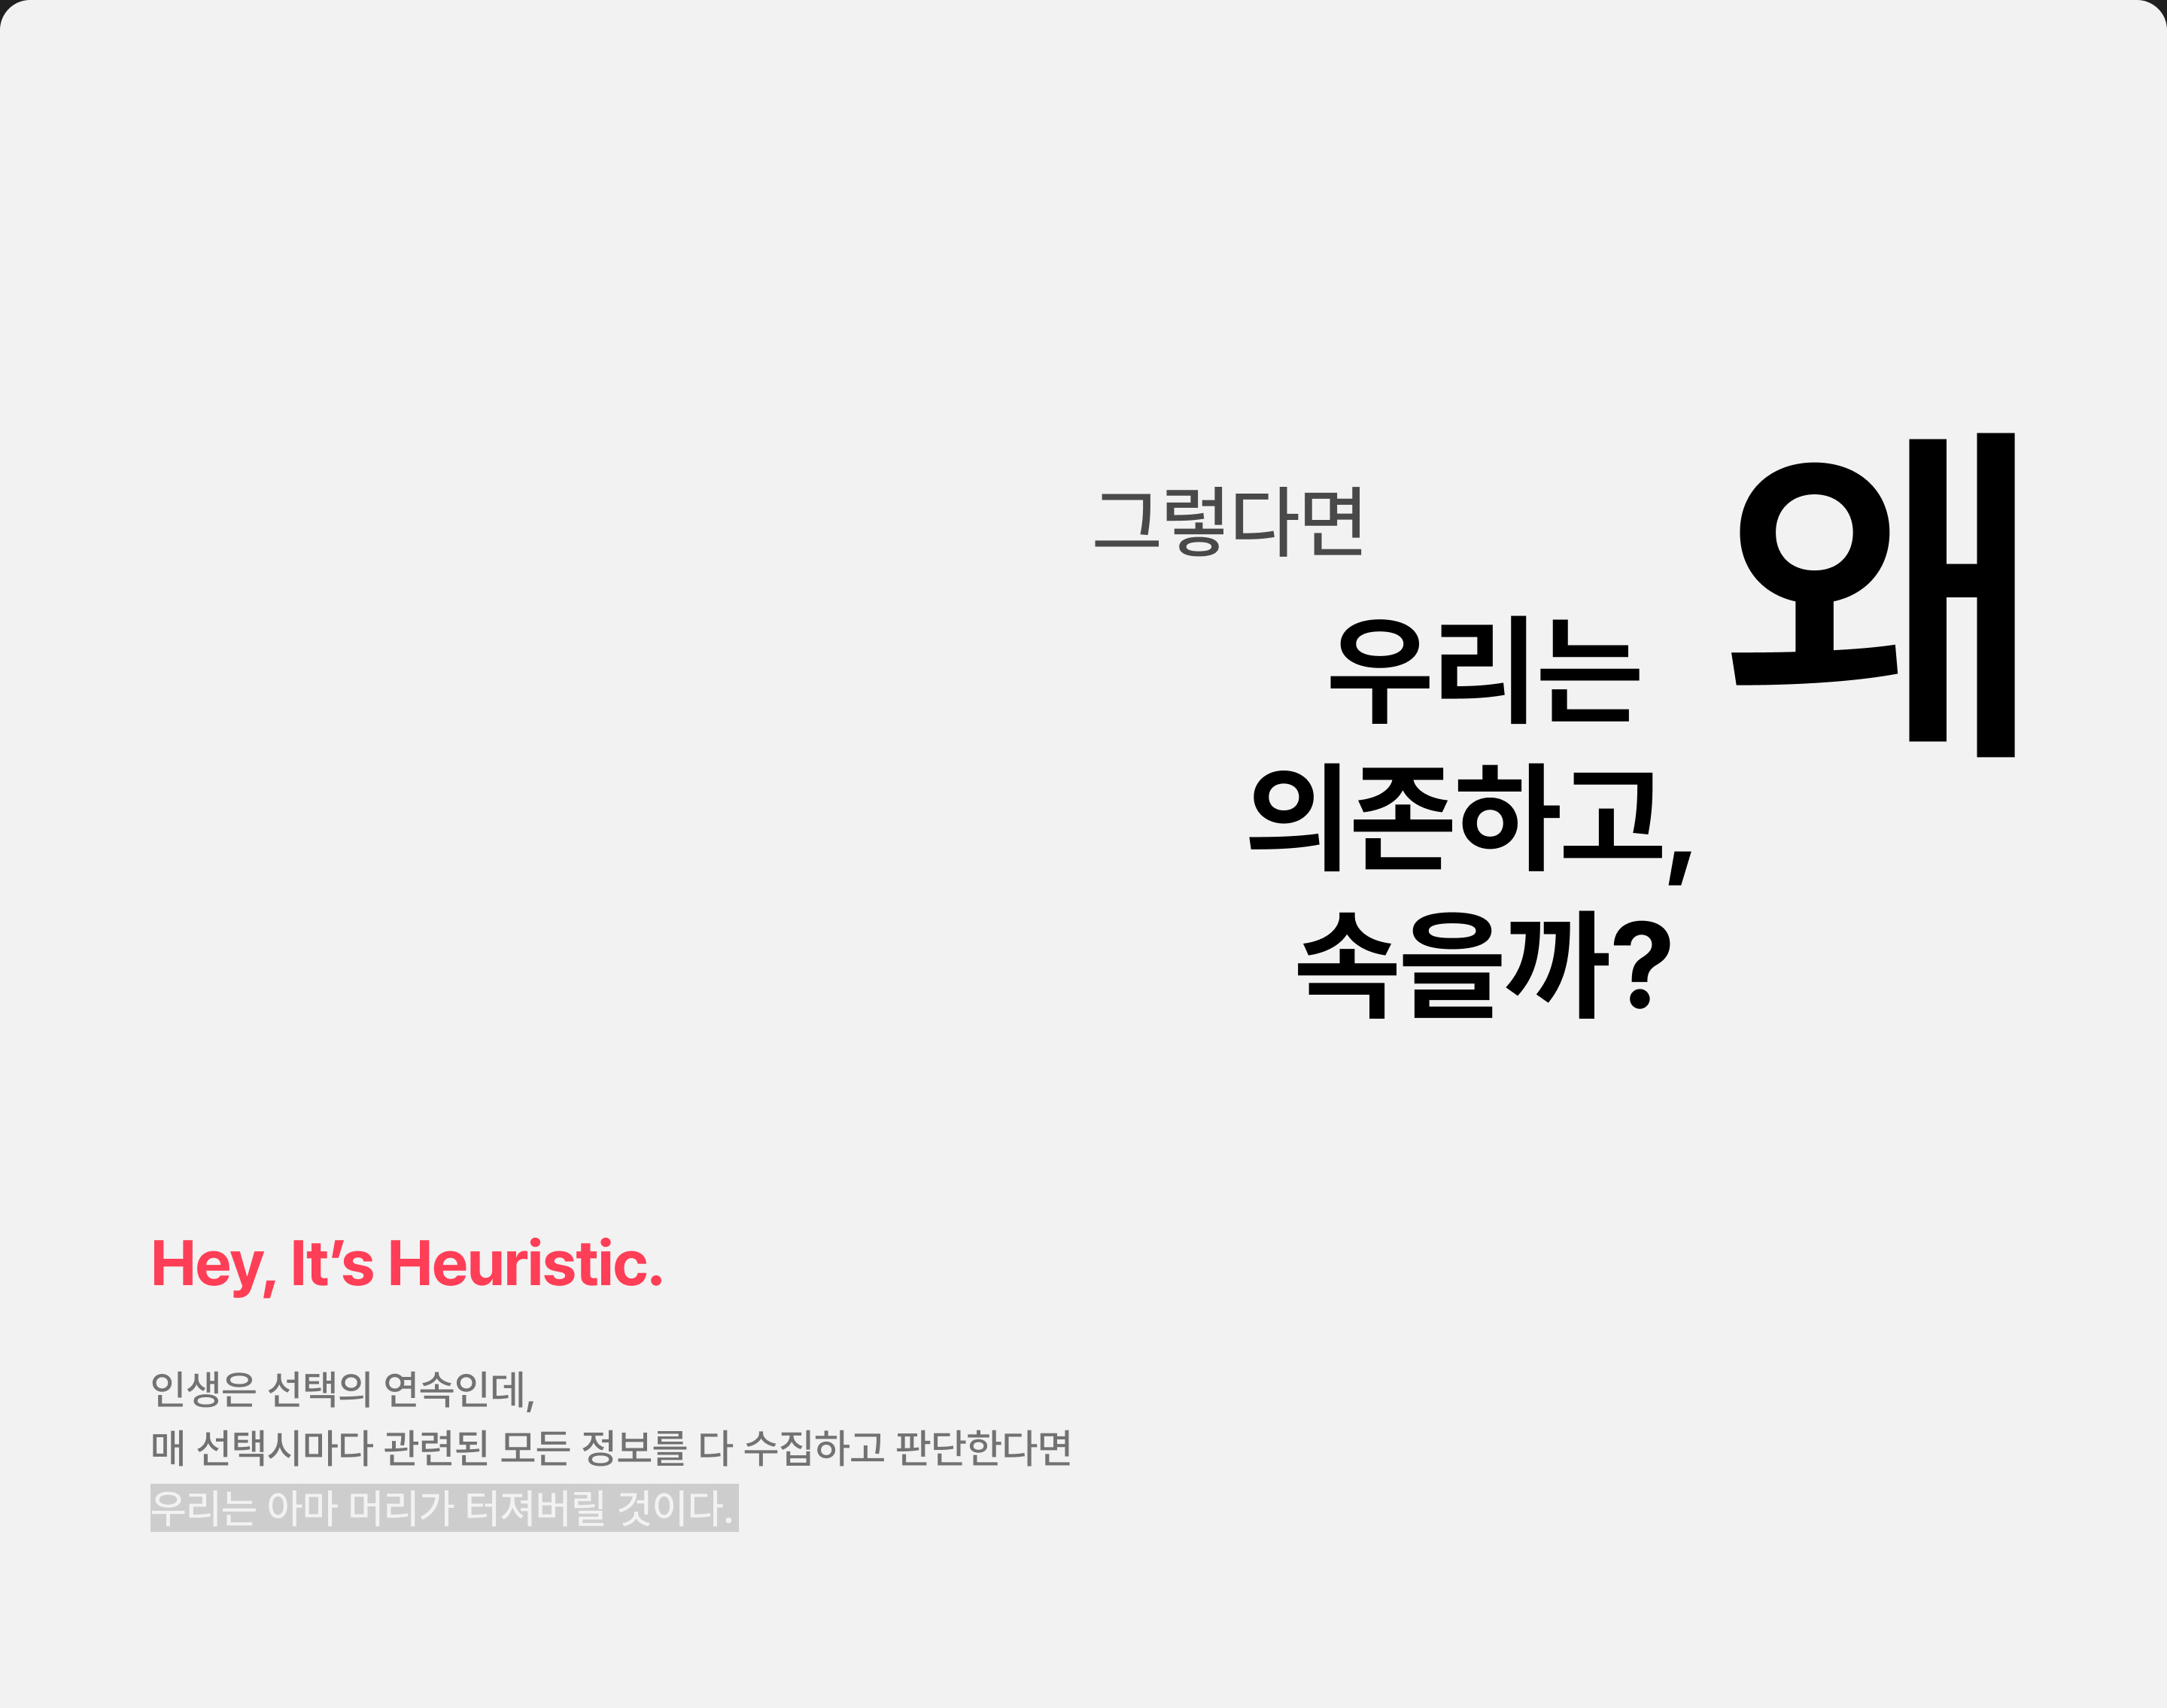 그렇다면
왜
우리는
의존하고,
속을까?
Hey, It's Heuristic.
인생은 선택의 연속인데,
매 선택시마다 관련된 모든 정보를 다 수집하고 판단한다면
우리는 아마 머리가 터져버릴 것이다.